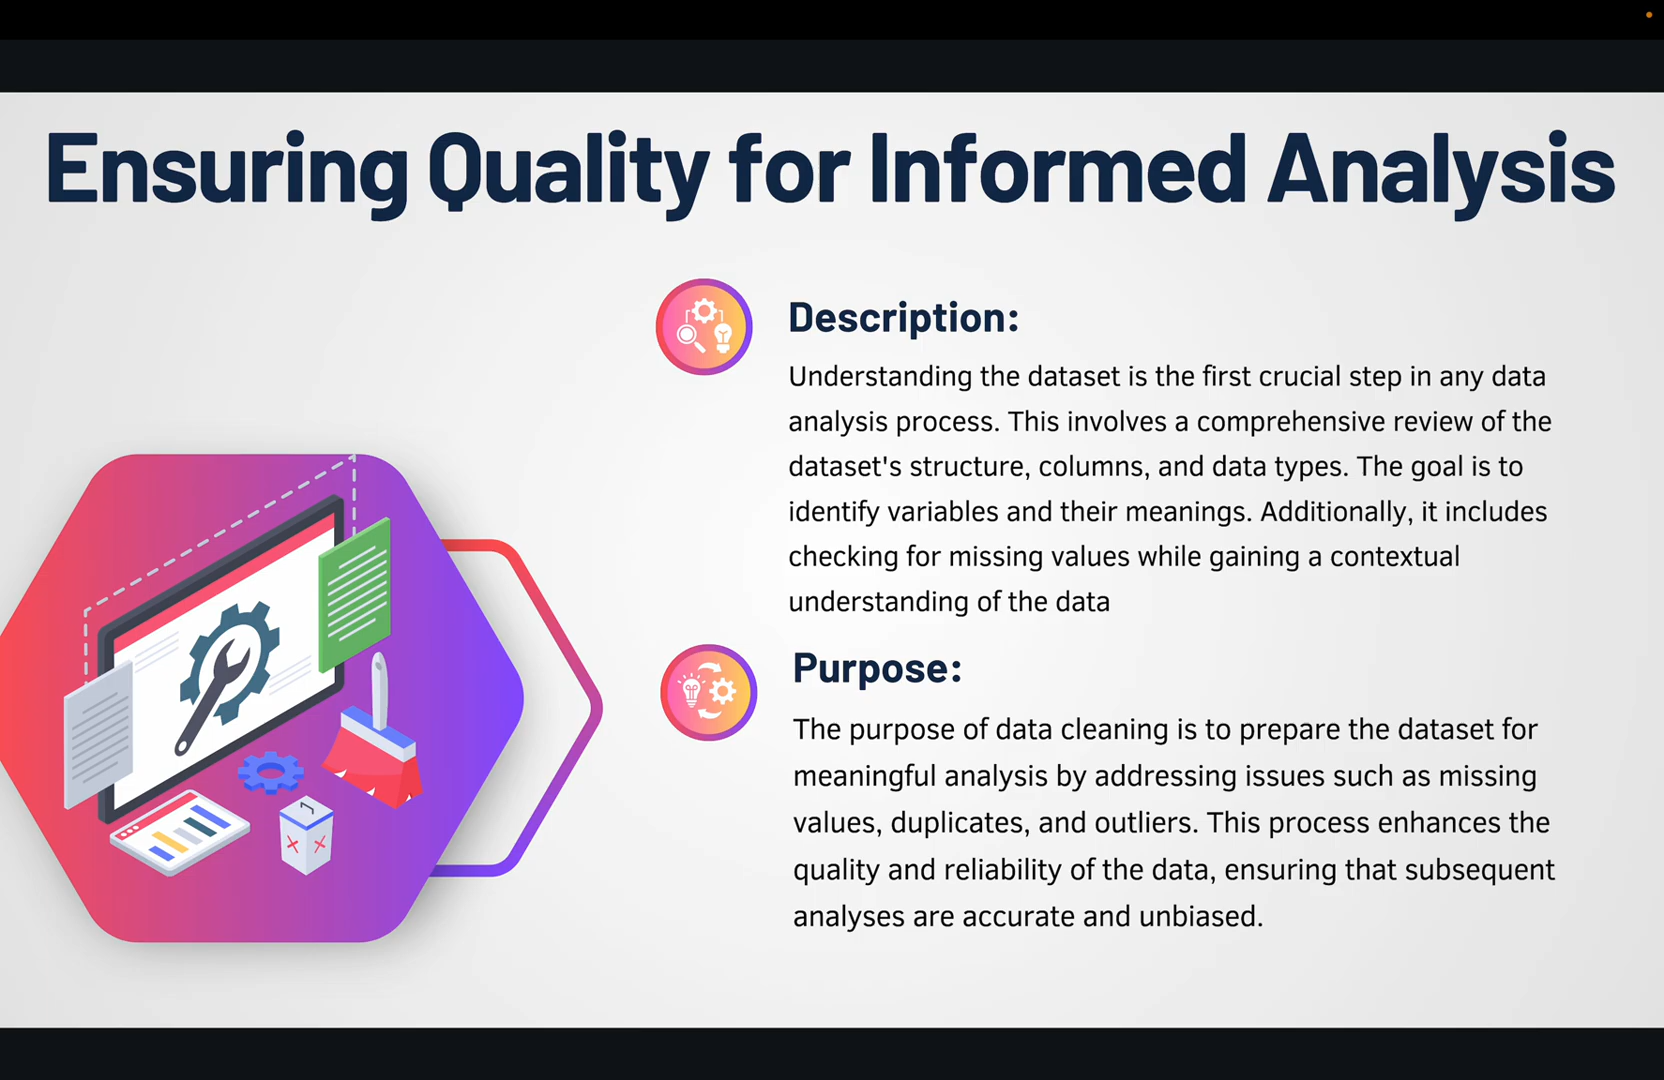 Ensuring Quality for Informed Analysis
Description:
Understanding the dataset is the first crucial step in any data
analysis process. This involves a comprehensive review of the
dataset's structure, columns, and data types. The goal is to
identify variables and their meanings. Additionally, it includes
checking for missing values while gaining a contextual
understanding of the data
Purpose:
The purpose of data cleaning is to prepare the dataset for
meaningful analysis by addressing issues such as missing
values, duplicates, and outliers. This process enhances the
quality and reliability of the data, ensuring that subsequent
analyses are accurate and unbiased.